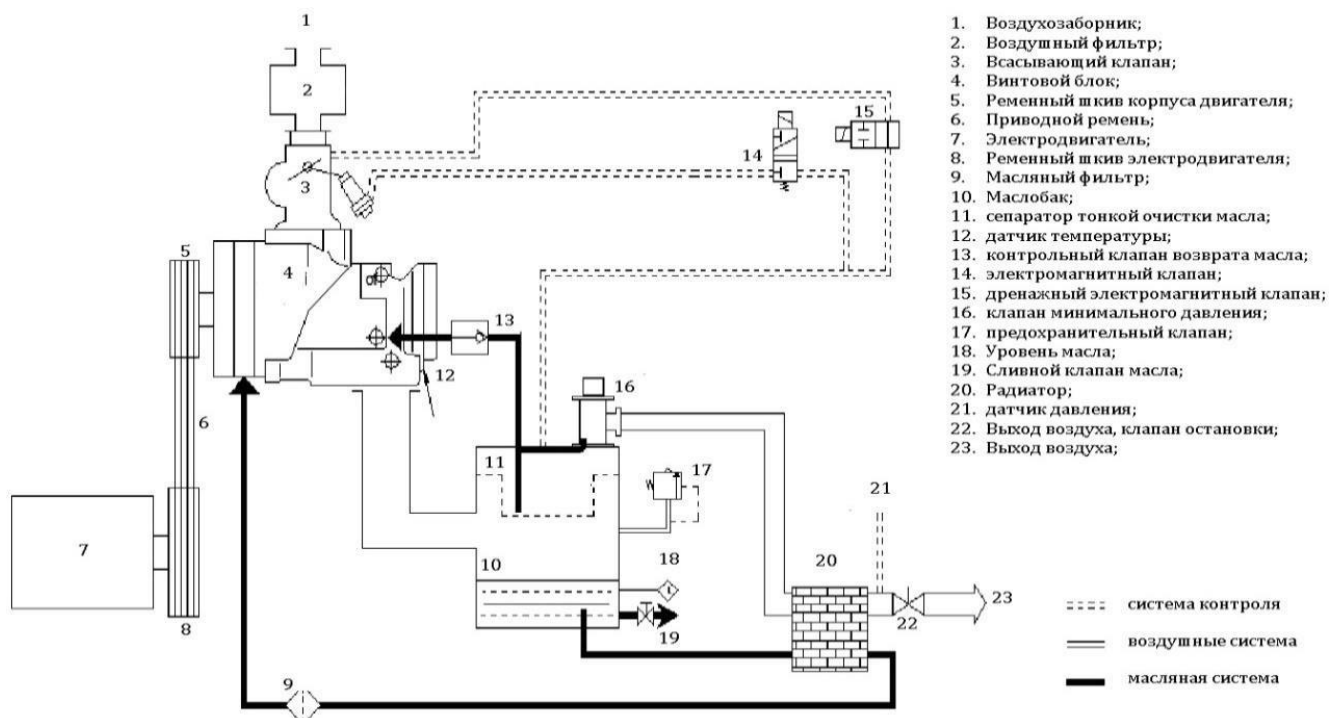 1
2
3
4
5
6
7
8
9
10
11
12
13
14
15
16
17
18
19
20
21
22
23
1. Воздухозаборник;
2. Воздушный фильтр;
3. Всасывающий клапан;
4. Винтовой блок;
5. Ременный шкив корпуса двигателя;
6. Приводной ремень;
7. Электродвигатель;
8. Ременный шкив электродвигателя;
9. Масляный фильтр;
10. Маслобак;
11. сепаратор тонкой очистки масла;
12. датчик температуры;
13. контрольный клапан возврата масла;
14. электромагнитный клапан;
15. дренажный электромагнитный клапан;
16. клапан минимального давления;
17. предохранительный клапан;
18. Уровень масла;
19. Сливной клапан масла;
20. Радиатор;
21. датчик давления;
22. Выход воздуха, клапан остановки;
23. Выход воздуха;
система контроля
воздушные система
масляная система